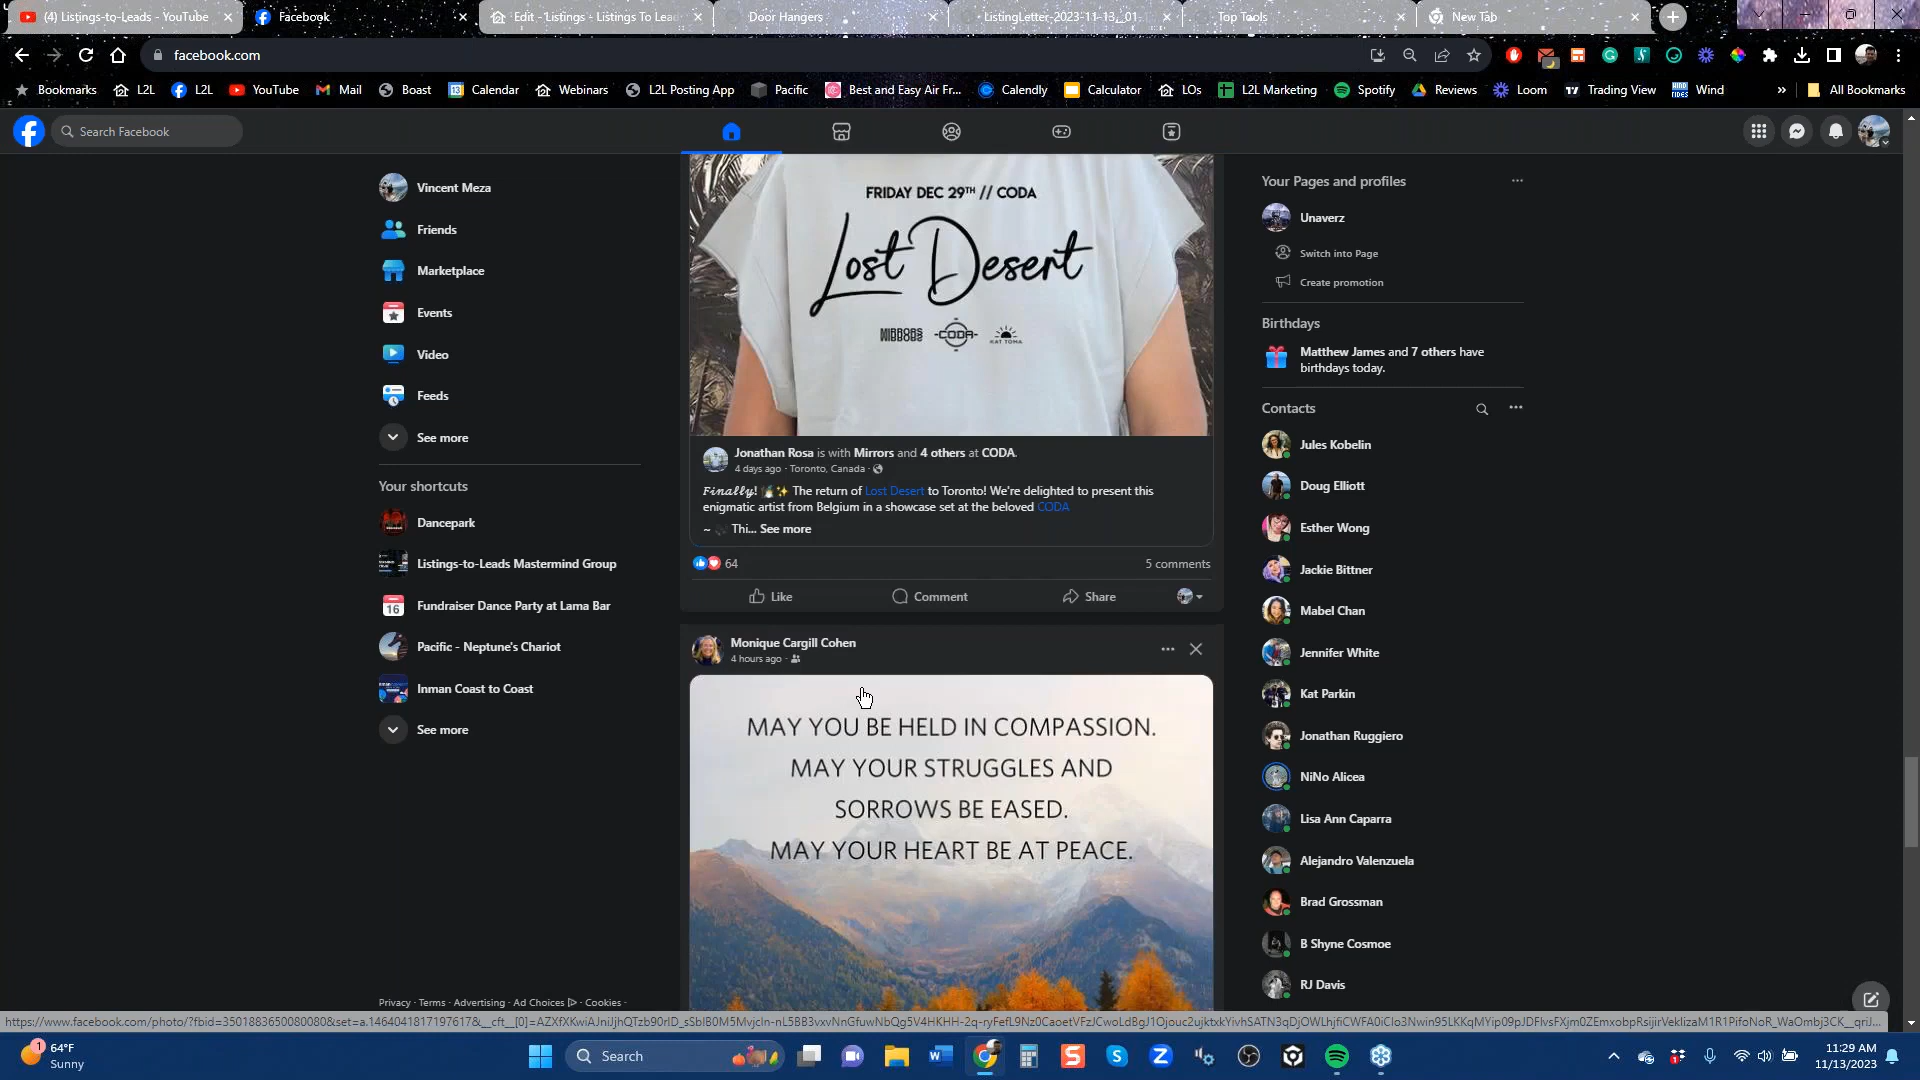 (4) Listings-to-Leads - YouTube
Facebook
Edit - Listings - Listings To Lea
Door Hangers
ListingLetter-2023-11-13,_01
Top Tools
New Tab
facebook.com
Bookmarks
L2L
L2L
YouTube
Mail
Boast
Calendar
Webinars
L2L Posting App
Pacific
Best and Easy Air Fr...
Calendly
Calculator
LOs
L2L Marketing
Spotify
Reviews
Loom
Trading View
Wind
»
All Bookmarks
Search Facebook
Vincent Meza
Friends
Marketplace
Events
Video
Feeds
See more
Your shortcuts
Dancepark
Listings-to-Leads Mastermind Group
16
Fundraiser Dance Party at Lama Bar
Pacific - Neptune's Chariot
Inman Coast to Coast
See more
Privacy · Terms · Advertising · Ad Choices · Cookies ·
FRIDAY DEC 29TH // CODA
Lost Desert
MIRRORS
-CODA-
KAT TOMA
Jonathan Rosa is with Mirrors and 4 others at CODA.
4 days ago · Toronto, Canada ·
Finally! The return of Lost Desert to Toronto! We're delighted to present this
enigmatic artist from Belgium in a showcase set at the beloved CODA
~ Thi... See more
64
5 comments
Like
Comment
Share
Monique Cargill Cohen
4 hours ago ·
MAY YOU BE HELD IN COMPASSION.
MAY YOUR STRUGGLES AND
SORROWS BE EASED.
MAY YOUR HEART BE AT PEACE.
Your Pages and profiles
Unaverz
Switch into Page
Create promotion
Birthdays
Matthew James and 7 others have
birthdays today.
Contacts
Jules Kobelin
Doug Elliott
Esther Wong
Jackie Bittner
Mabel Chan
Jennifer White
Kat Parkin
Jonathan Ruggiero
NiNo Alicea
Lisa Ann Caparra
Alejandro Valenzuela
Brad Grossman
B Shyne Cosmoe
RJ Davis
1
64°F
Sunny
Search
11:29 AM
11/13/2023